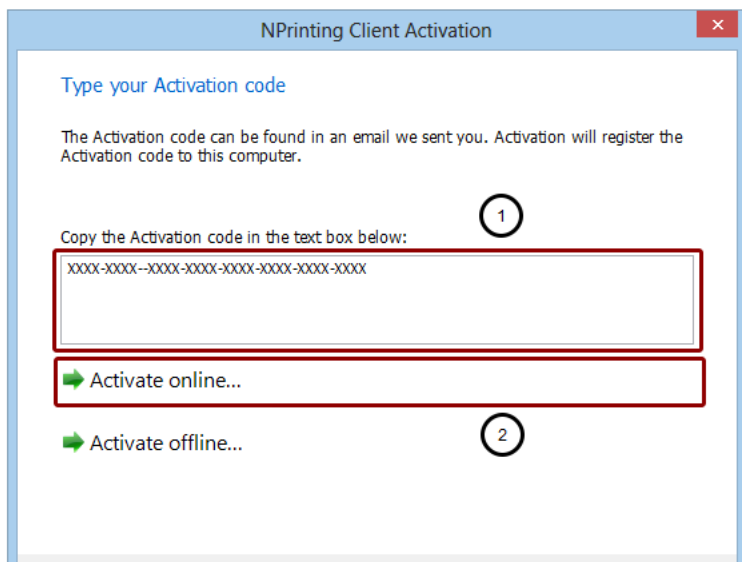 NPrinting Client Activation
×
Type your Activation code
The Activation code can be found in an email we sent you. Activation will register the
Activation code to this computer.
1
Copy the Activation code in the text box below:
XXXX-XXXX--XXXX-XXXX-XXXX-XXXX-XXXX-XXXX
Activate online...
2
Activate offline...